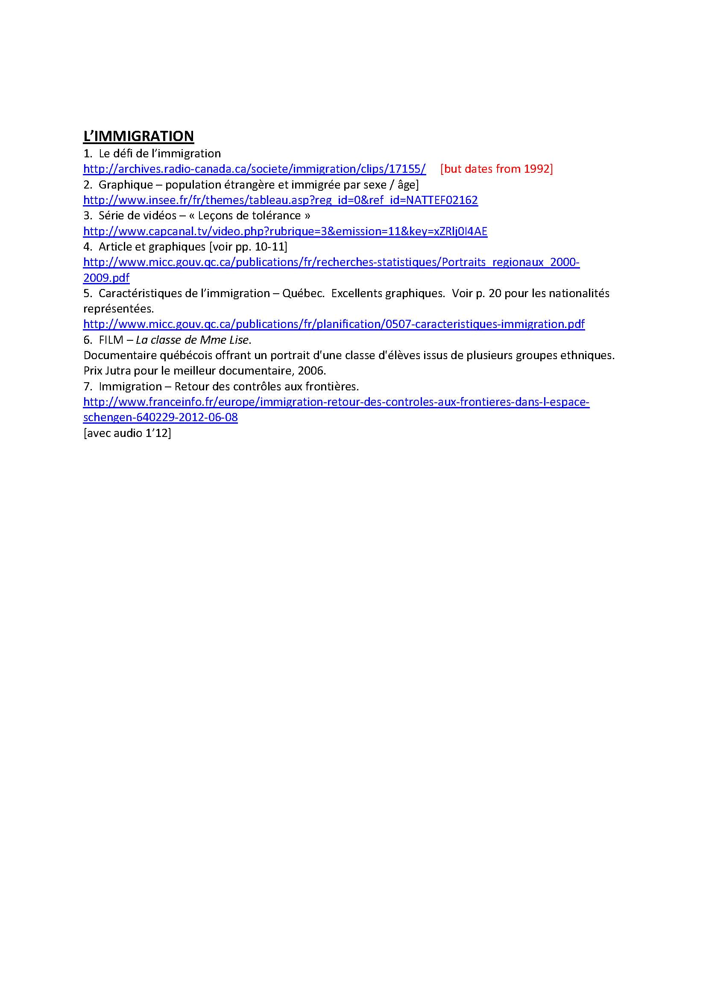 L’IMMIGRATION
1.  Le défi de l’immigration
http://archives.radio-canada.ca/societe/immigration/clips/17155/    [but dates from 1992]
2.  Graphique – population étrangère et immigrée par sexe / âge]
http://www.insee.fr/fr/themes/tableau.asp?reg_id=0&ref_id=NATTEF02162
3.  Série de vidéos – « Leçons de tolérance »
http://www.capcanal.tv/video.php?rubrique=3&emission=11&key=xZRlj0I4AE
4.  Article et graphiques [voir pp. 10-11]
http://www.micc.gouv.qc.ca/publications/fr/recherches-statistiques/Portraits_regionaux_2000-
2009.pdf
5.  Caractéristiques de l’immigration – Québec.  Excellents graphiques.  Voir p. 20 pour les nationalités
représentées.
http://www.micc.gouv.qc.ca/publications/fr/planification/0507-caracteristiques-immigration.pdf
6.  FILM – La classe de Mme Lise.
Documentaire québécois offrant un portrait d'une classe d'élèves issus de plusieurs groupes ethniques.
Prix Jutra pour le meilleur documentaire, 2006.
7.  Immigration – Retour des contrôles aux frontières.
http://www.franceinfo.fr/europe/immigration-retour-des-controles-aux-frontieres-dans-l-espace-
schengen-640229-2012-06-08
[avec audio 1’12]